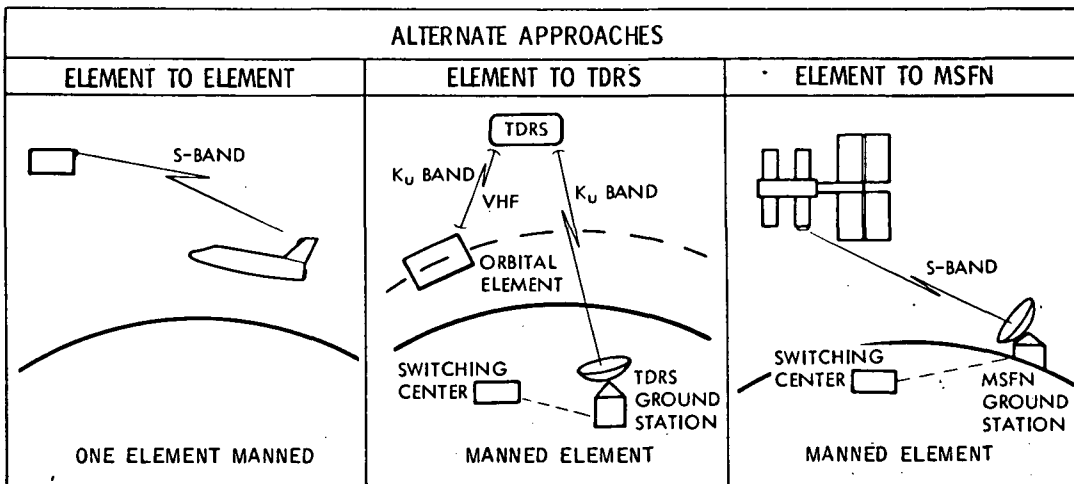 ALTERNATE APPROACHES
ELEMENT TO ELEMENT
S-BAND
ONE ELEMENT MANNED
ELEMENT TO TDRS
TDRS
KU BAND
VHF
KU BAND
ORBITAL
ELEMENT
SWITCHING
CENTER
TDRS
GROUND
STATION
MANNED ELEMENT
ELEMENT TO MSFN
S-BAND
SWITCHING
CENTER
MSFN
GROUND
STATION
MANNED ELEMENT